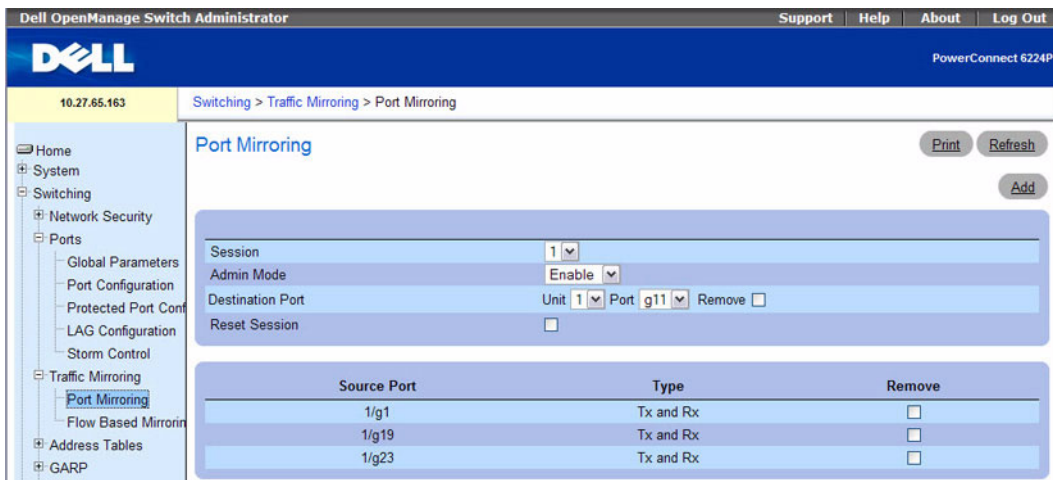 Dell OpenManage Switch Administrator Support Help About Log Out
DELL
PowerConnect 6224P
10.27.65.163
Switching > Traffic Mirroring > Port Mirroring
Home
System
Switching
Network Security
Ports
Global Parameters
Port Configuration
Protected Port Conf
LAG Configuration
Storm Control
Traffic Mirroring
Port Mirroring
Flow Based Mirrorin
Address Tables
GARP
Port Mirroring
Print Refresh
Add
Session 1
Admin Mode Enable
Destination Port Unit 1 Port g11 Remove
Reset Session
Source Port Type Remove
1/g1 Tx and Rx
1/g19 Tx and Rx
1/g23 Tx and Rx